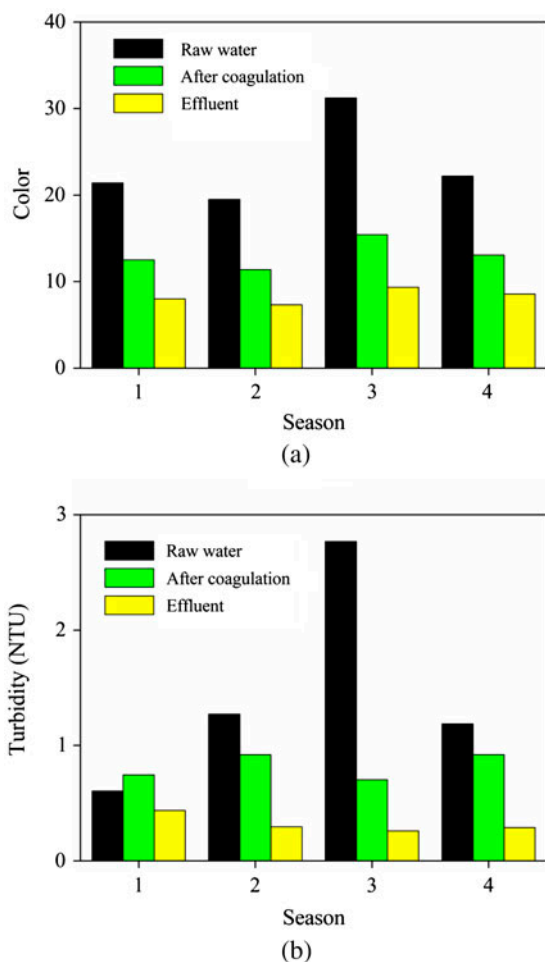 40
30
20
10
0
Color
Raw water
After coagulation
Effluent
1 2 3 4
Season
(a)
3
2
1
0
Turbidity (NTU)
Raw water
After coagulation
Effluent
1 2 3 4
Season
(b)